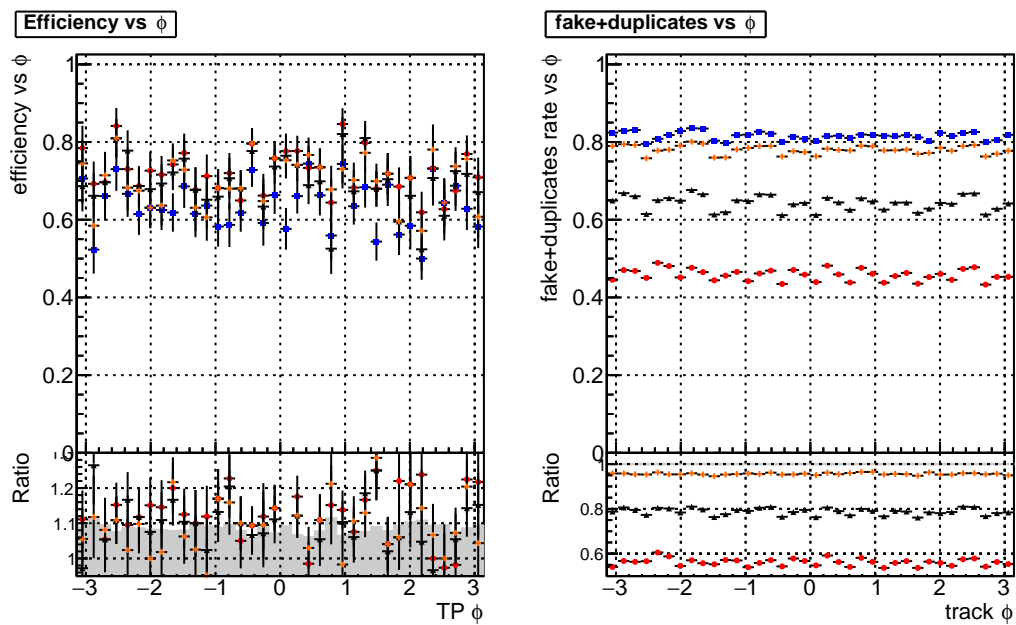 Efficiency vs ϕ
efficiency vs ϕ
1
0.8
0.6
0.4
0.2
0
Ratio
1.2
1.1
1
−3 −2 −1 0 1 2 3
TP ϕ
fake+duplicates vs ϕ
fake+duplicates rate vs ϕ
1
0.8
0.6
0.4
0.2
0
Ratio
1
0.8
0.6
−3 −2 −1 0 1 2 3
track ϕ